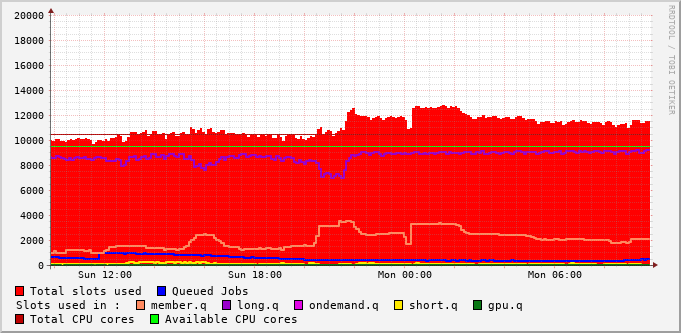 RRDTOOL / TOBI OETIKER
20000
18000
16000
14000
12000
10000
8000
6000
4000
2000
0
Sun 12:00 Sun 18:00 Mon 00:00 Mon 06:00
Total slots used Queued Jobs
Slots used in : member.q long.q ondemand.q short.q gpu.q
Total CPU cores Available CPU cores